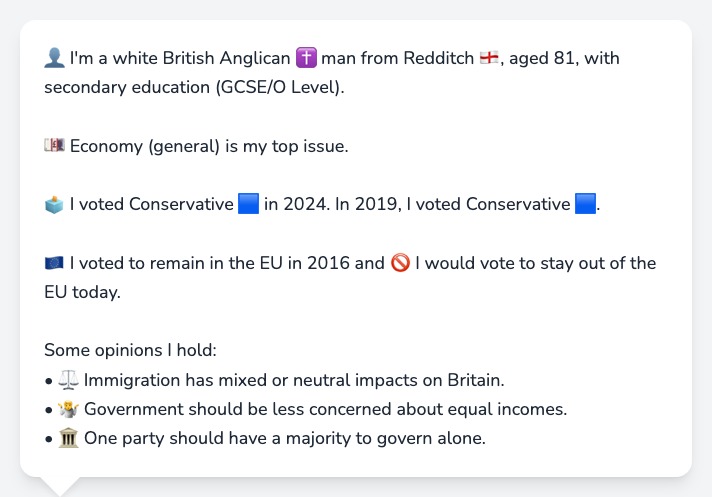 👤 I'm a white British Anglican ✝️ man from Redditch 🏴󠁧󠁢󠁥󠁮󠁧󠁿, aged 81, with
secondary education (GCSE/O Level).
💷 Economy (general) is my top issue.
🗳️ I voted Conservative 🟦 in 2024. In 2019, I voted Conservative 🟦.
🇪🇺 I voted to remain in the EU in 2016 and 🚫 I would vote to stay out of the
EU today.
Some opinions I hold:
• ⚖️ Immigration has mixed or neutral impacts on Britain.
• 🤷 Government should be less concerned about equal incomes.
• 🏛️ One party should have a majority to govern alone.